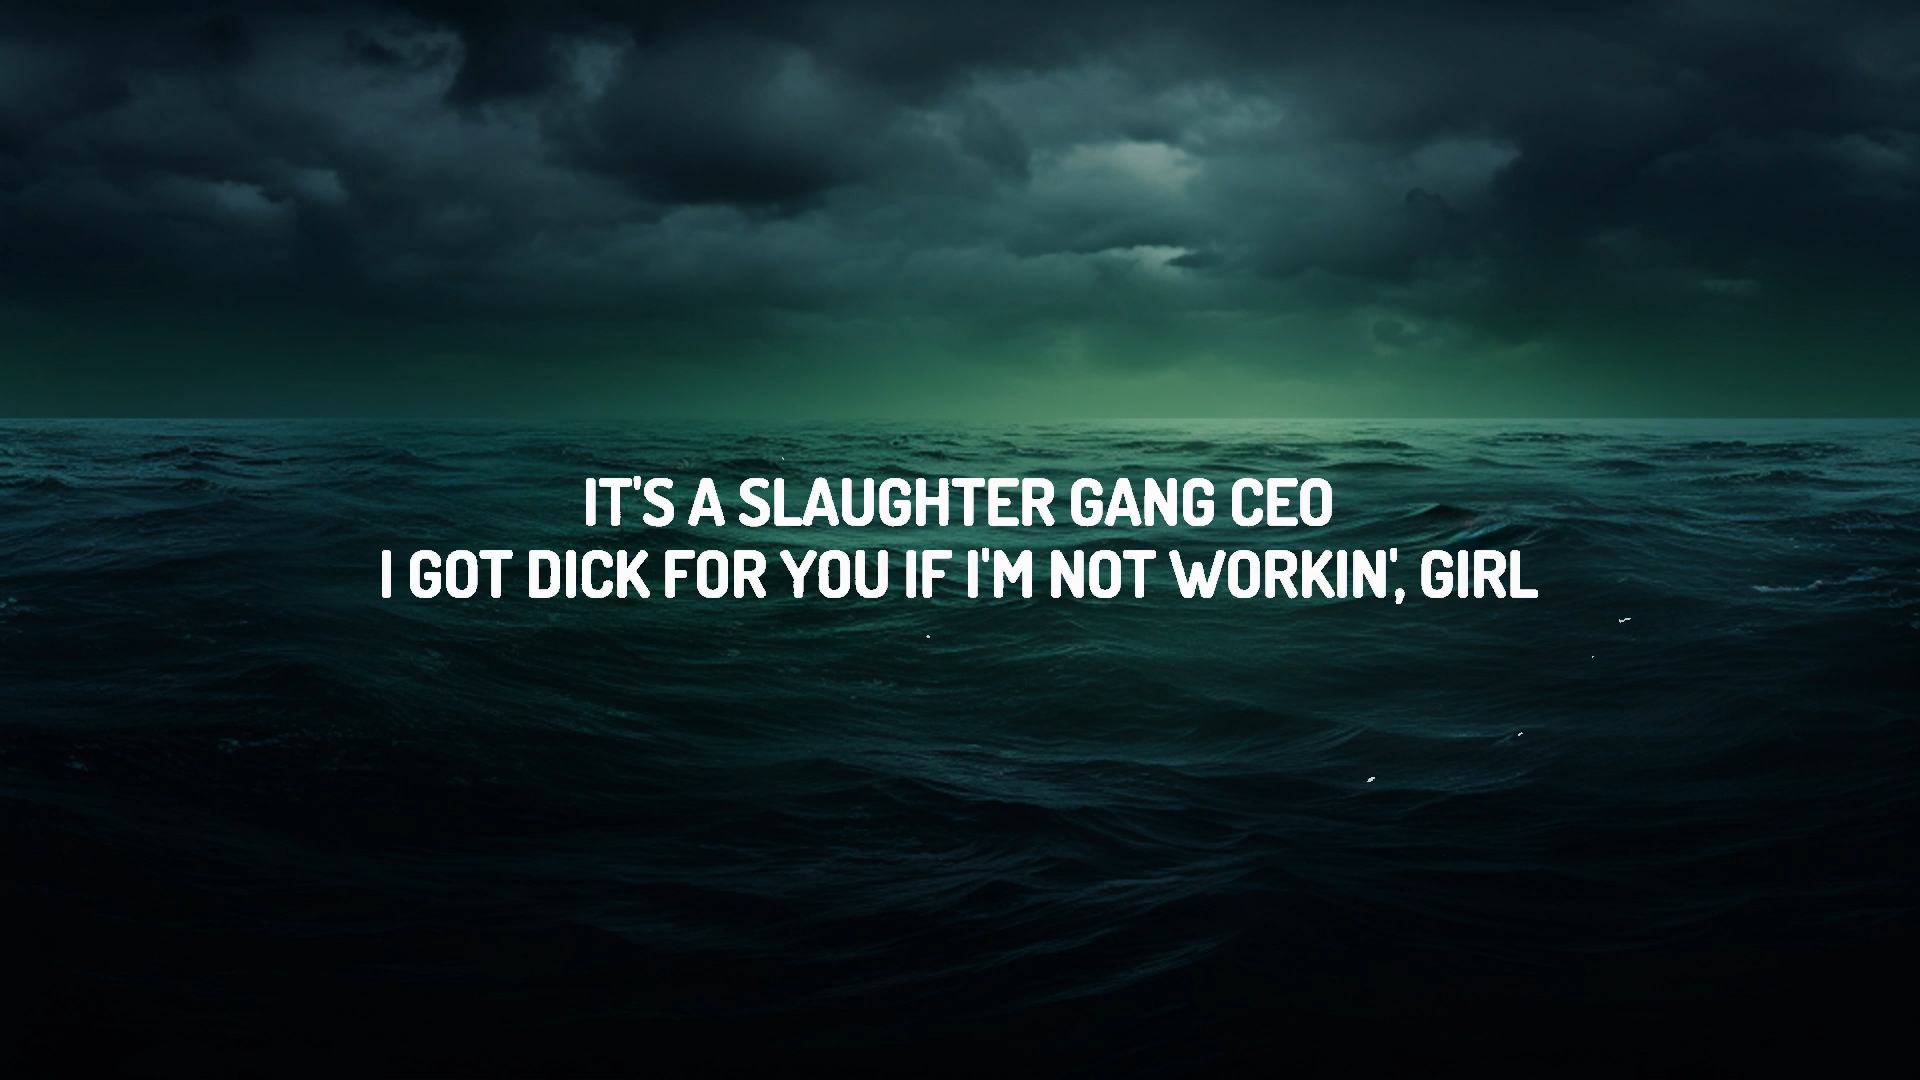 IT'S A SLAUGHTER GANG CEO
I GOT DICK FOR YOU IF I'M NOT WORKIN', GIRL